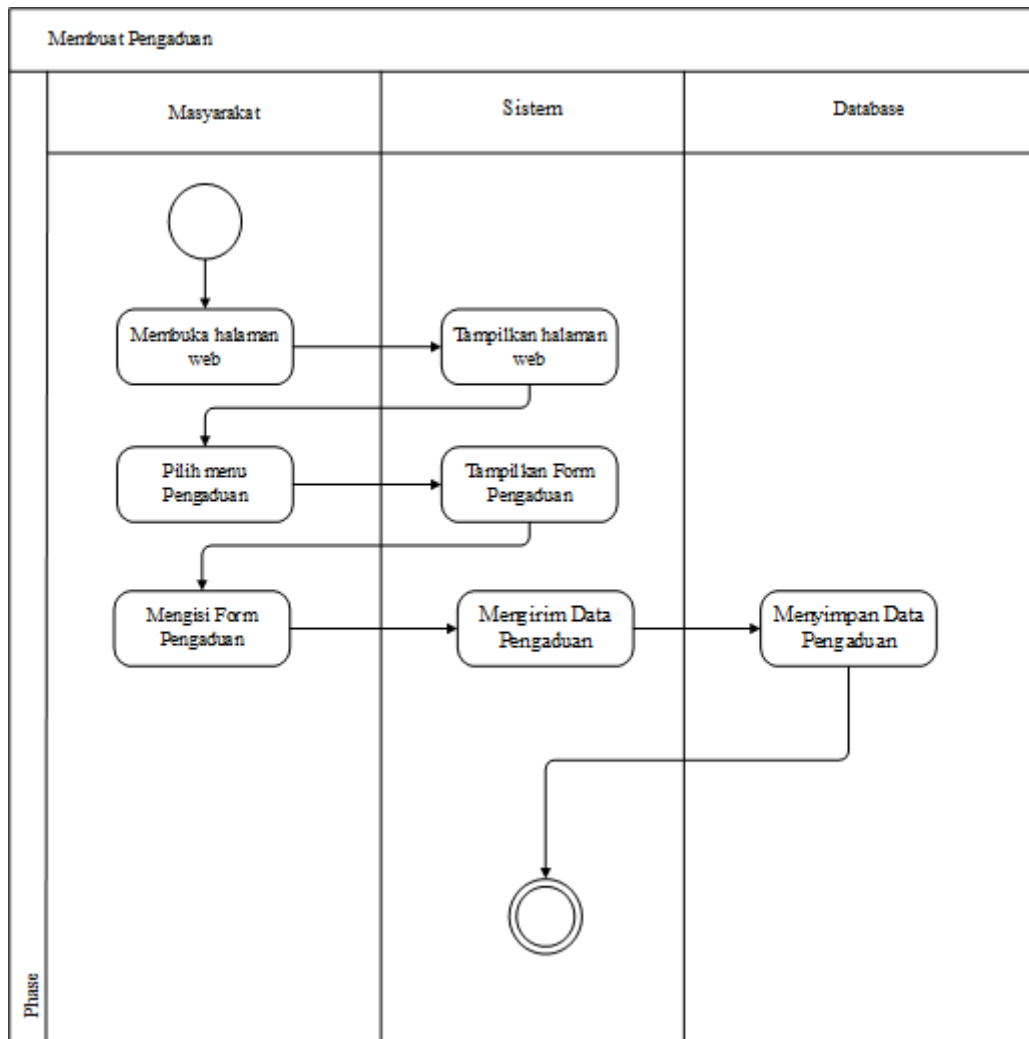 Membuat Pengaduan
Masyarakat
Sistem
Database
Membuka halaman
web
Tampilkan halaman
web
Pilih menu
Pengaduan
Tampilkan Form
Pengaduan
Mengisi Form
Pengaduan
Mengirim Data
Pengaduan
Menyimpan Data
Pengaduan
Phase